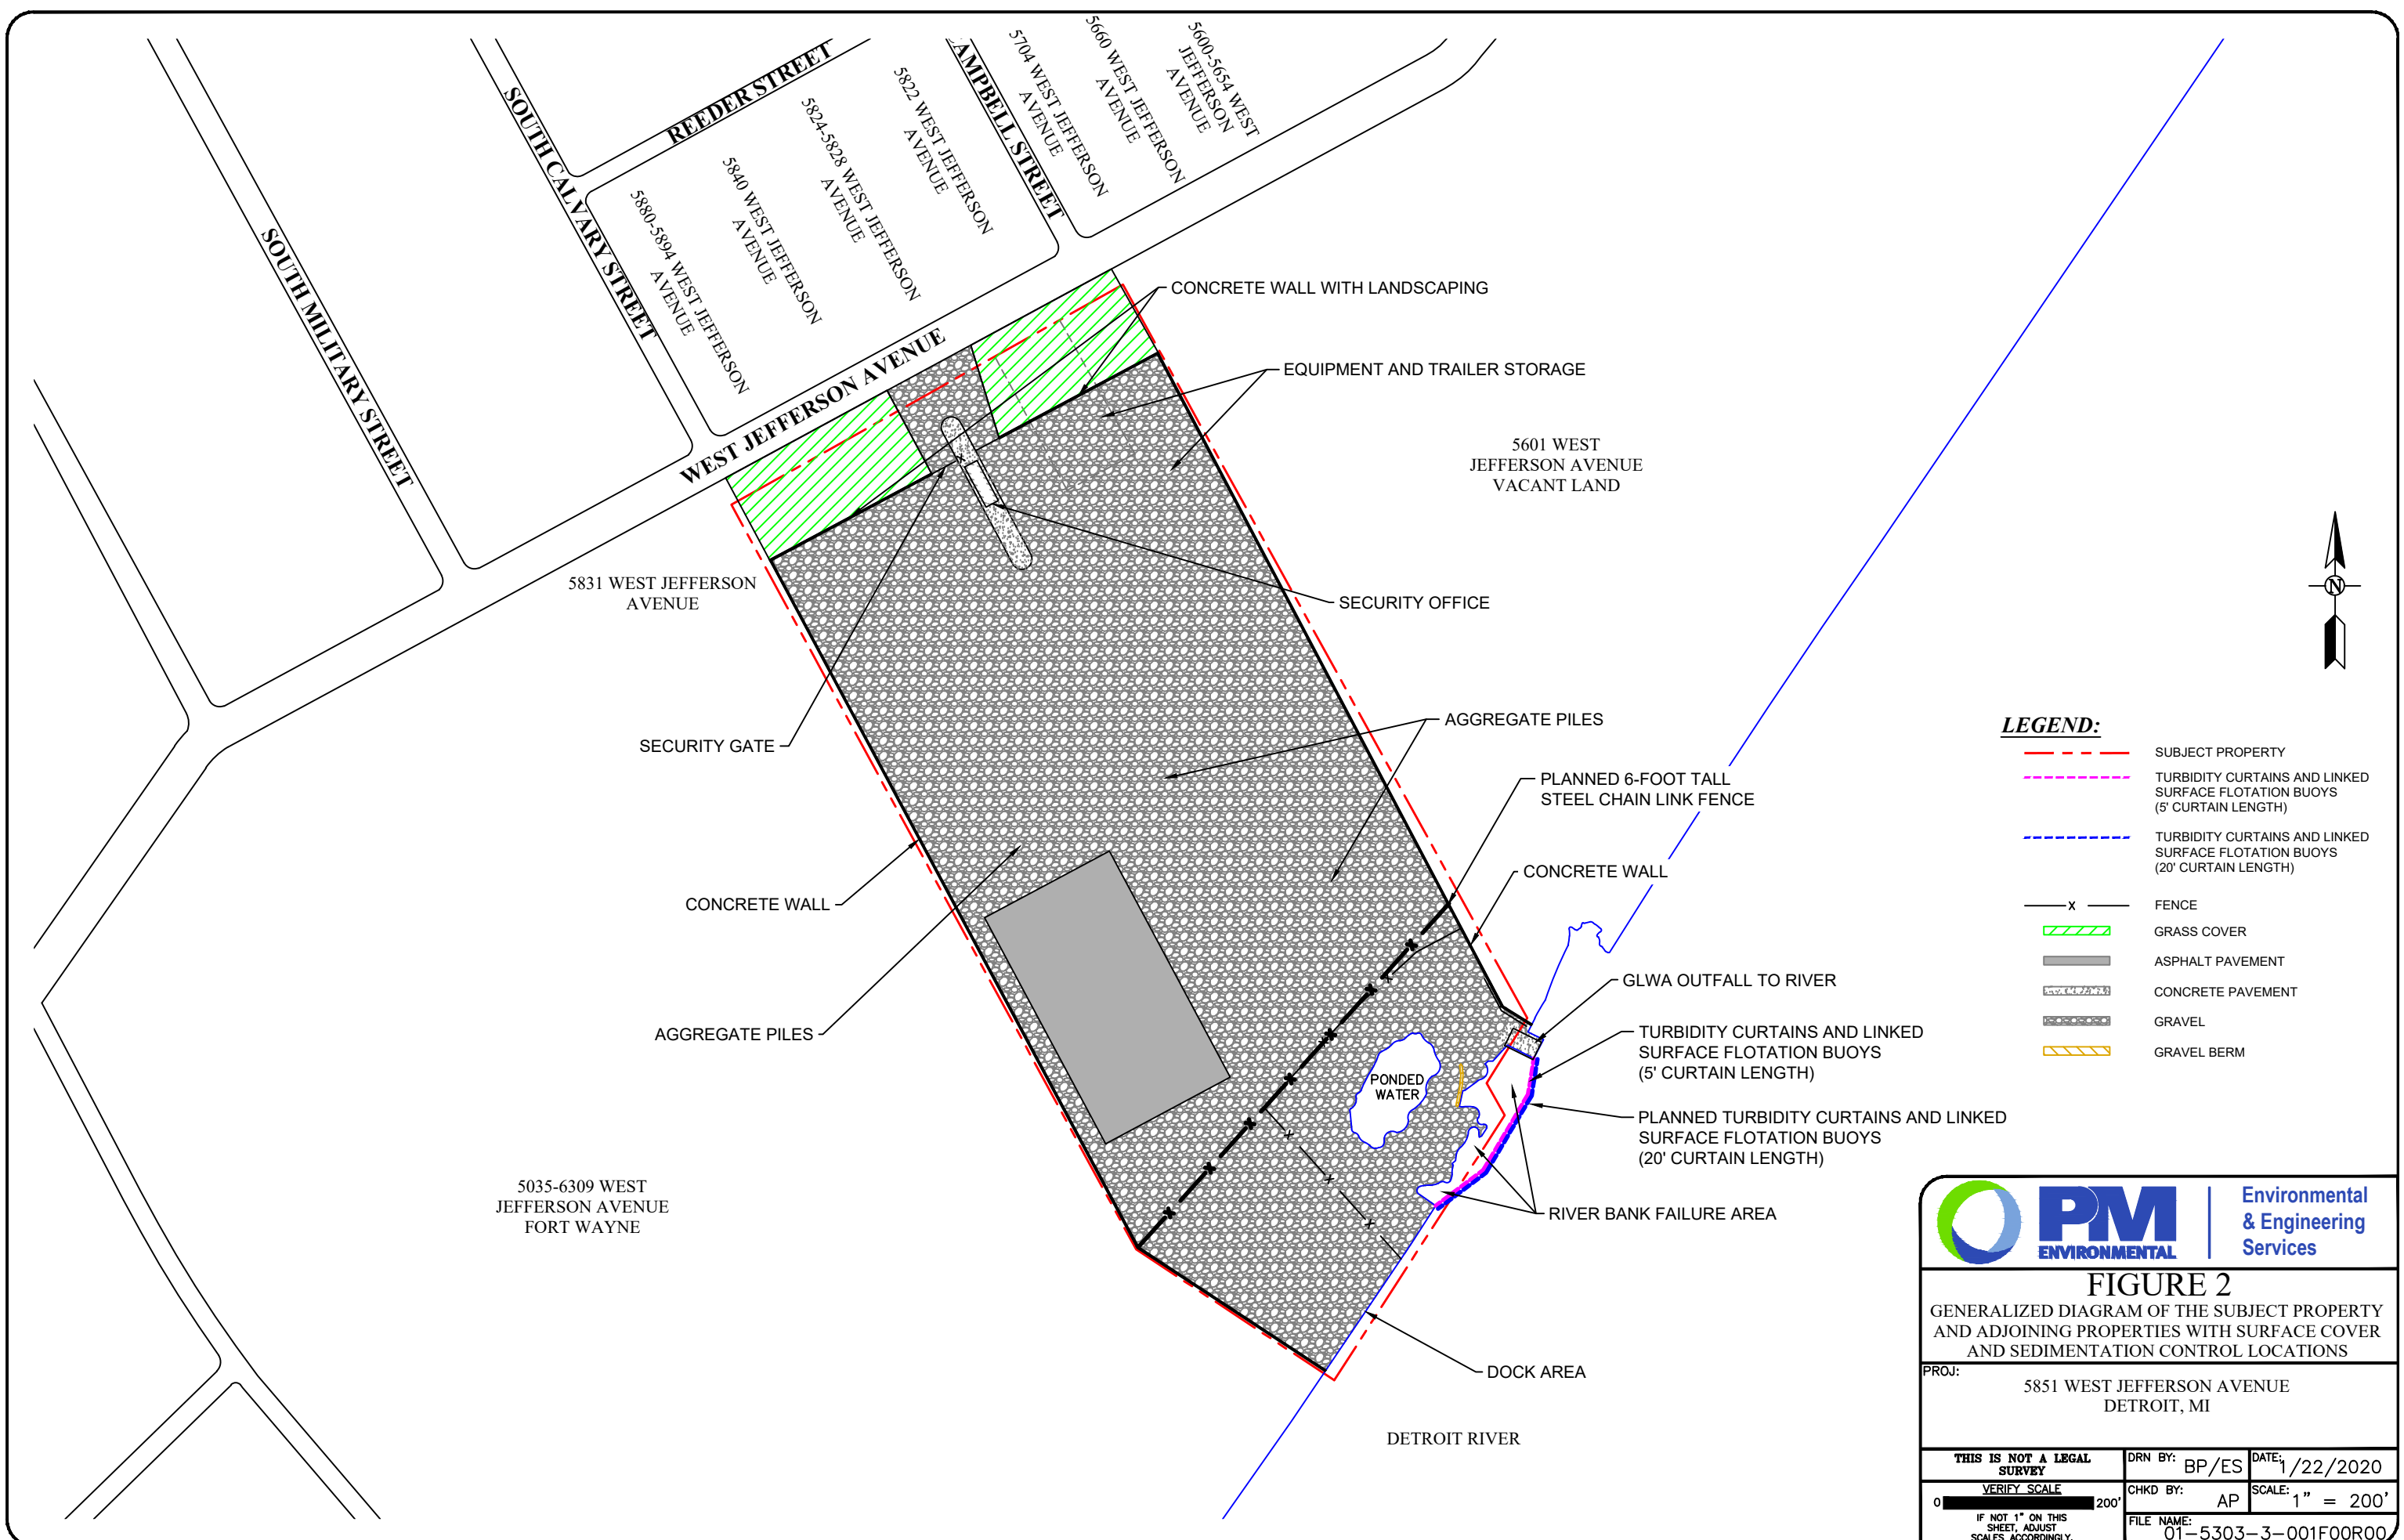 SOUTH MILITARY STREET
SOUTH CALVARY STREET
REEDER STREET
AMPBELL STREET
WEST JEFFERSON AVENUE
5880-5894 WEST JEFFERSON
AVENUE
5840 WEST JEFFERSON
AVENUE
5824-5828 WEST JEFFERSON
AVENUE
5822 WEST JEFFERSON
AVENUE
5704 WEST JEFFERSON
AVENUE
5660 WEST JEFFERSON
AVENUE
5600-5654 WEST
JEFFERSON
AVENUE
CONCRETE WALL WITH LANDSCAPING
EQUIPMENT AND TRAILER STORAGE
5601 WEST
JEFFERSON AVENUE
VACANT LAND
5831 WEST JEFFERSON
AVENUE
SECURITY OFFICE
SECURITY GATE
AGGREGATE PILES
PLANNED 6-FOOT TALL
STEEL CHAIN LINK FENCE
CONCRETE WALL
CONCRETE WALL
AGGREGATE PILES
GLWA OUTFALL TO RIVER
TURBIDITY CURTAINS AND LINKED
SURFACE FLOTATION BUOYS
(5' CURTAIN LENGTH)
PONDED
WATER
PLANNED TURBIDITY CURTAINS AND LINKED
SURFACE FLOTATION BUOYS
(20' CURTAIN LENGTH)
RIVER BANK FAILURE AREA
5035-6309 WEST
JEFFERSON AVENUE
FORT WAYNE
DOCK AREA
DETROIT RIVER
N
LEGEND:
SUBJECT PROPERTY
TURBIDITY CURTAINS AND LINKED
SURFACE FLOTATION BUOYS
(5' CURTAIN LENGTH)
TURBIDITY CURTAINS AND LINKED
SURFACE FLOTATION BUOYS
(20' CURTAIN LENGTH)
X FENCE
GRASS COVER
ASPHALT PAVEMENT
CONCRETE PAVEMENT
GRAVEL
GRAVEL BERM
PM
ENVIRONMENTAL
Environmental
& Engineering
Services
FIGURE 2
GENERALIZED DIAGRAM OF THE SUBJECT PROPERTY
AND ADJOINING PROPERTIES WITH SURFACE COVER
AND SEDIMENTATION CONTROL LOCATIONS
PROJ:
5851 WEST JEFFERSON AVENUE
DETROIT, MI
THIS IS NOT A LEGAL
SURVEY
DRN BY: BP/ES
DATE: 1/22/2020
VERIFY SCALE
0 200'
IF NOT 1" ON THIS
SHEET, ADJUST
SCALES ACCORDINGLY.
CHKD BY: AP
SCALE: 1" = 200'
FILE NAME:
01-5303-3-001F00R00